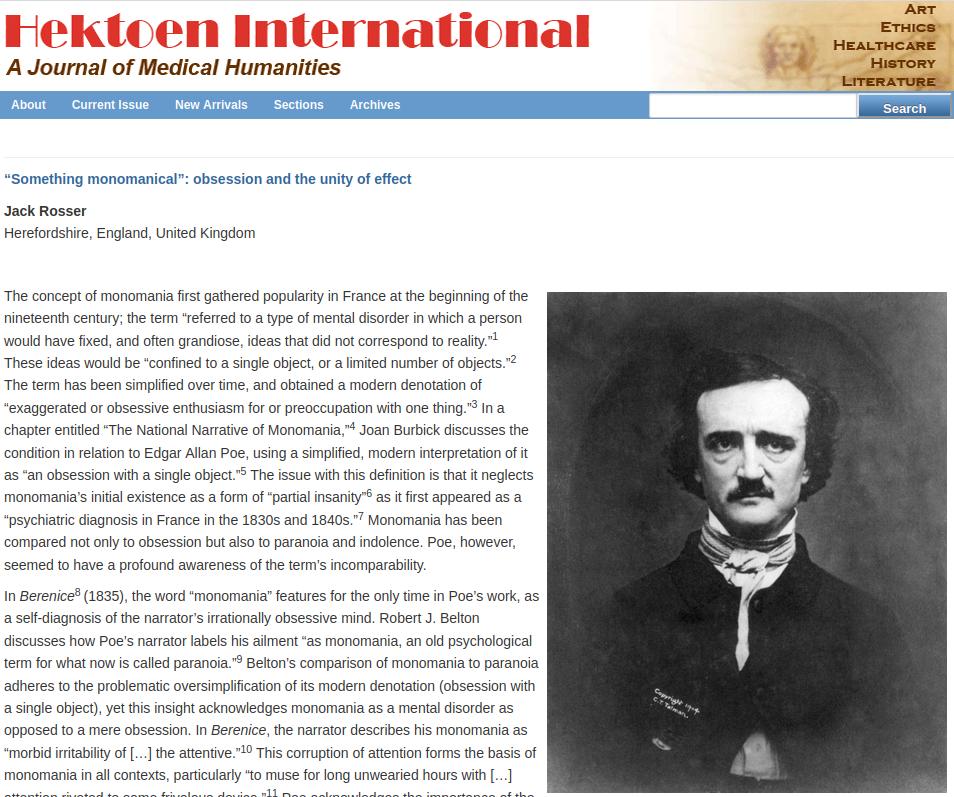 Hektoen International
A Journal of Medical Humanities
Art
Ethics
Healthcare
History
Literature
About Current Issue New Arrivals Sections Archives Search
“Something monomanical”: obsession and the unity of effect
Jack Rosser
Herefordshire, England, United Kingdom
The concept of monomania first gathered popularity in France at the beginning of the
nineteenth century; the term “referred to a type of mental disorder in which a person
would have fixed, and often grandiose, ideas that did not correspond to reality.”1
These ideas would be “confined to a single object, or a limited number of objects.”2
The term has been simplified over time, and obtained a modern denotation of
“exaggerated or obsessive enthusiasm for or preoccupation with one thing.”3 In a
chapter entitled “The National Narrative of Monomania,”4 Joan Burbick discusses the
condition in relation to Edgar Allan Poe, using a simplified, modern interpretation of it
as “an obsession with a single object.”5 The issue with this definition is that it neglects
monomania’s initial existence as a form of “partial insanity”6 as it first appeared as a
“psychiatric diagnosis in France in the 1830s and 1840s.”7 Monomania has been
compared not only to obsession but also to paranoia and indolence. Poe, however,
seemed to have a profound awareness of the term’s incomparability.
In Berenice8 (1835), the word “monomania” features for the only time in Poe’s work, as
a self-diagnosis of the narrator’s irrationally obsessive mind. Robert J. Belton
discusses how Poe’s narrator labels his ailment “as monomania, an old psychological
term for what now is called paranoia.”9 Belton’s comparison of monomania to paranoia
adheres to the problematic oversimplification of its modern denotation (obsession with
a single object), yet this insight acknowledges monomania as a mental disorder as
opposed to a mere obsession. In Berenice, the narrator describes his monomania as
“morbid irritability of […] the attentive.”10 This corruption of attention forms the basis of
monomania in all contexts, particularly “to muse for long unwearied hours with […]
attention riveted to some frivolous device.”11 Poe acknowledges the importance of the
Copyright 1904
C.T. Tatman.